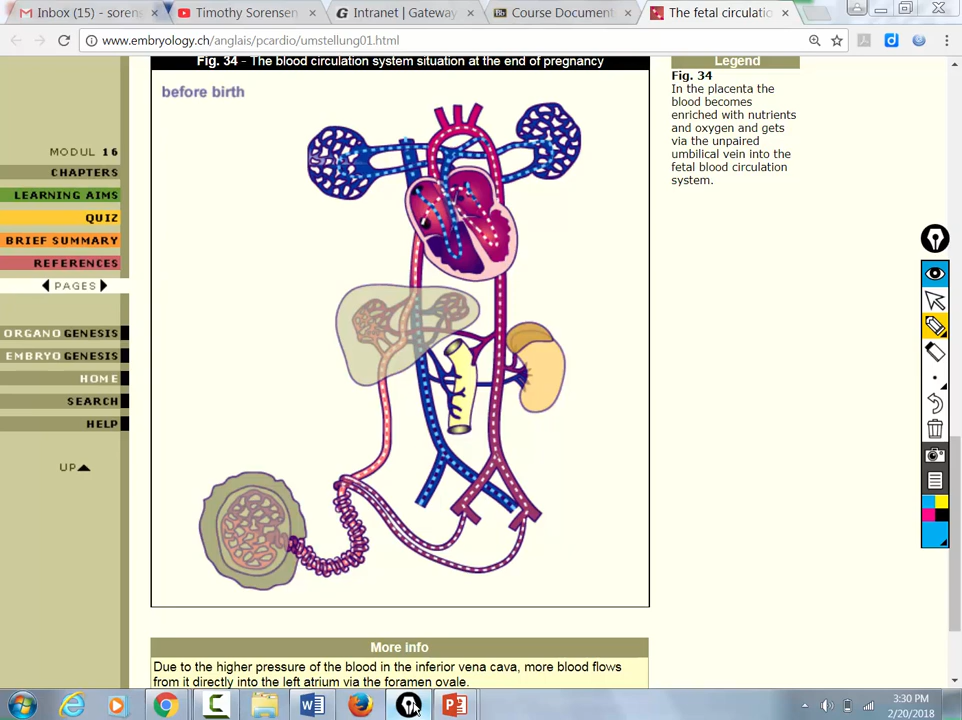 Inbox (15) - sorens
Timothy Sorensen
Intranet | Gateway
Course Document
The fetal circulatio
www.embryology.ch/anglais/pcardio/umstellung01.html
Fig. 34 - The blood circulation system situation at the end of pregnancy
before birth
Legend
Fig. 34
In the placenta the
blood becomes
enriched with nutrients
and oxygen and gets
via the unpaired
umbilical vein into the
fetal blood circulation
system.
MODUL 16
CHAPTERS
LEARNING AIMS
QUIZ
BRIEF SUMMARY
REFERENCES
PAGES
ORGANO GENESIS
EMBRYO GENESIS
HOME
SEARCH
HELP
UP
More info
Due to the higher pressure of the blood in the inferior vena cava, more blood flows
from it directly into the left atrium via the foramen ovale.
3:30 PM
2/20/2018